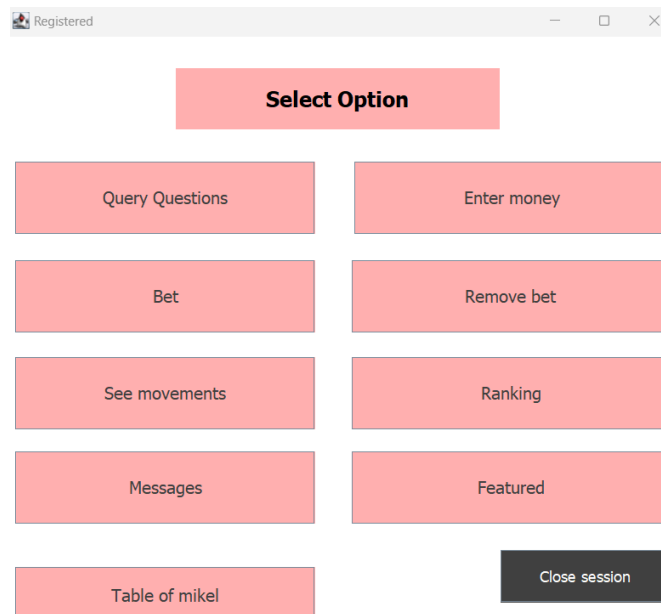 Registered
Select Option
Query Questions
Enter money
Bet
Remove bet
See movements
Ranking
Messages
Featured
Close session
Table of mikel